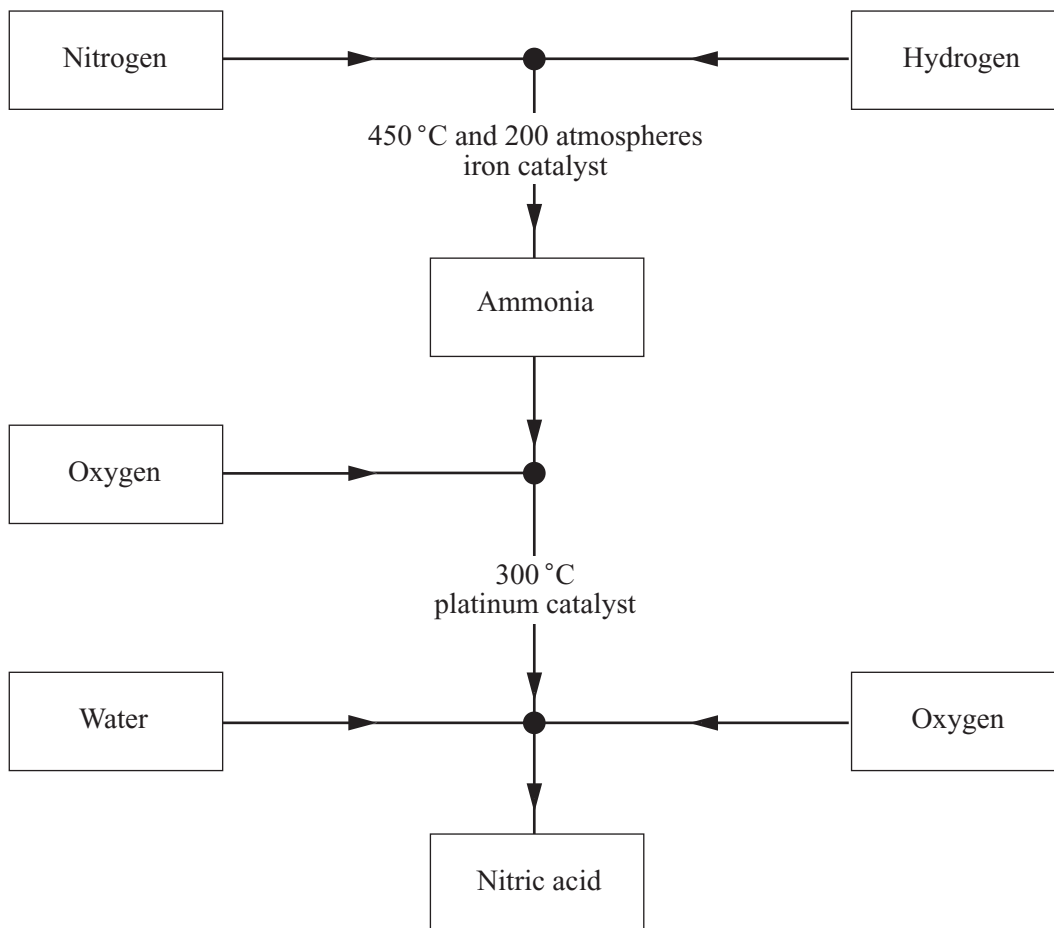 Nitrogen
Hydrogen
450 °C and 200 atmospheres
iron catalyst
Ammonia
Oxygen
300 °C
platinum catalyst
Water
Oxygen
Nitric acid